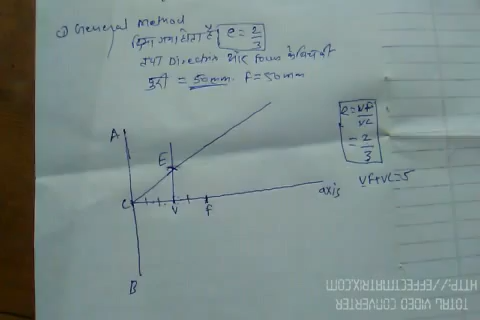 General Method
दिया गया होता है e = 2/3
तथा Directrix और focus के बिच की
दुरी = 50mm. F = 50mm
A
E
C
V
F
axis
B
e = VF/VC
= 2/3
VF+VC=5
TOTAL VIDEO CONVERTER
HTTP://EFFECTMATRIX.COM